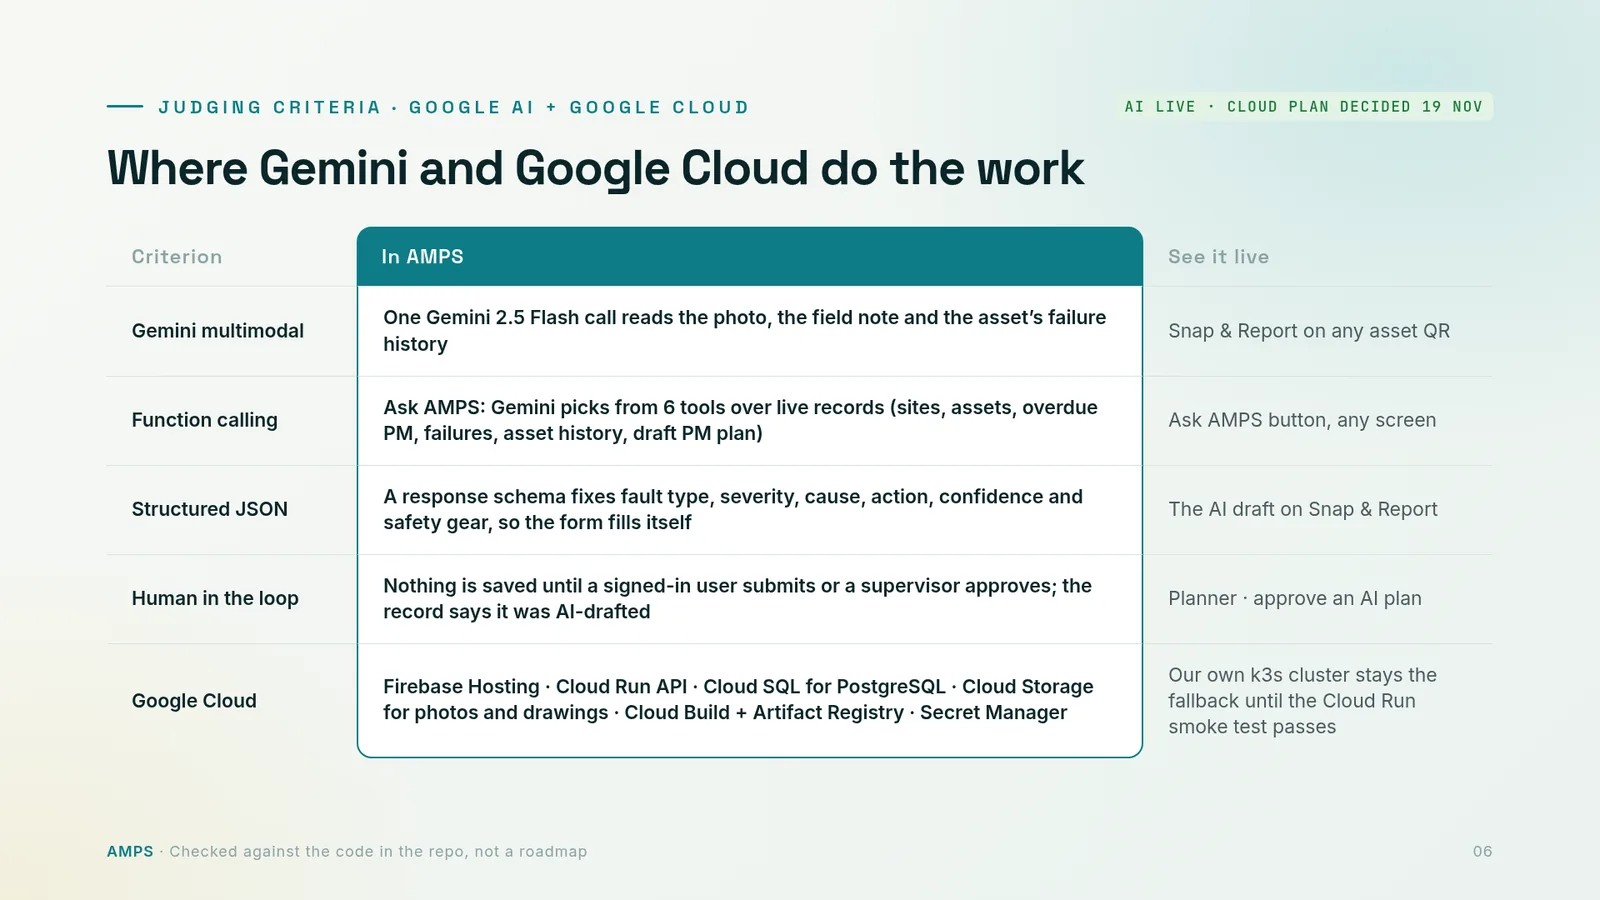 JUDGING CRITERIA · GOOGLE AI + GOOGLE CLOUD
AI LIVE · CLOUD PLAN DECIDED 19 NOV
Where Gemini and Google Cloud do the work
Criterion
In AMPS
See it live
Gemini multimodal
One Gemini 2.5 Flash call reads the photo, the field note and the asset’s failure
history
Snap & Report on any asset QR
Function calling
Ask AMPS: Gemini picks from 6 tools over live records (sites, assets, overdue
PM, failures, asset history, draft PM plan)
Ask AMPS button, any screen
Structured JSON
A response schema fixes fault type, severity, cause, action, confidence and
safety gear, so the form fills itself
The AI draft on Snap & Report
Human in the loop
Nothing is saved until a signed-in user submits or a supervisor approves; the
record says it was AI-drafted
Planner · approve an AI plan
Google Cloud
Firebase Hosting · Cloud Run API · Cloud SQL for PostgreSQL · Cloud Storage
for photos and drawings · Cloud Build + Artifact Registry · Secret Manager
Our own k3s cluster stays the
fallback until the Cloud Run
smoke test passes
AMPS · Checked against the code in the repo, not a roadmap
06